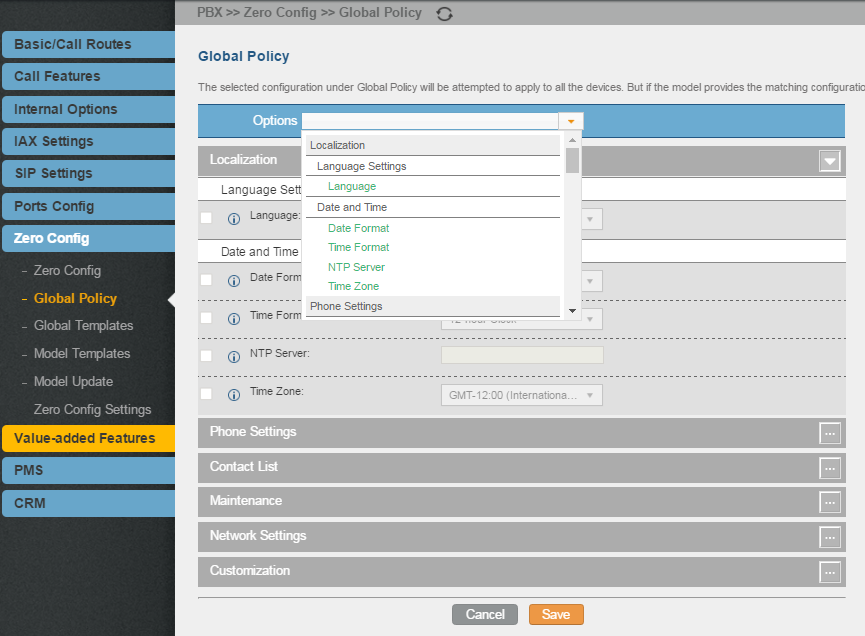 PBX >> Zero Config >> Global Policy
Basic/Call Routes
Call Features
Internal Options
IAX Settings
SIP Settings
Ports Config
Zero Config
- Zero Config
- Global Policy
- Global Templates
- Model Templates
- Model Update
Zero Config Settings
Value-added Features
PMS
CRM
Global Policy
The selected configuration under Global Policy will be attempted to apply to all the devices. But if the model provides the matching configuratio
Options
Localization
Language Settings
Language
Date and Time
Date Format
Time Format
NTP Server
Time Zone
Phone Settings
Localization
Language Sett
Language:
Date and Time
Date Form
Time Form
NTP Server:
Time Zone:
GMT-12:00 (Internationa...
Phone Settings
...
Contact List
...
Maintenance
...
Network Settings
...
Customization
...
Cancel
Save